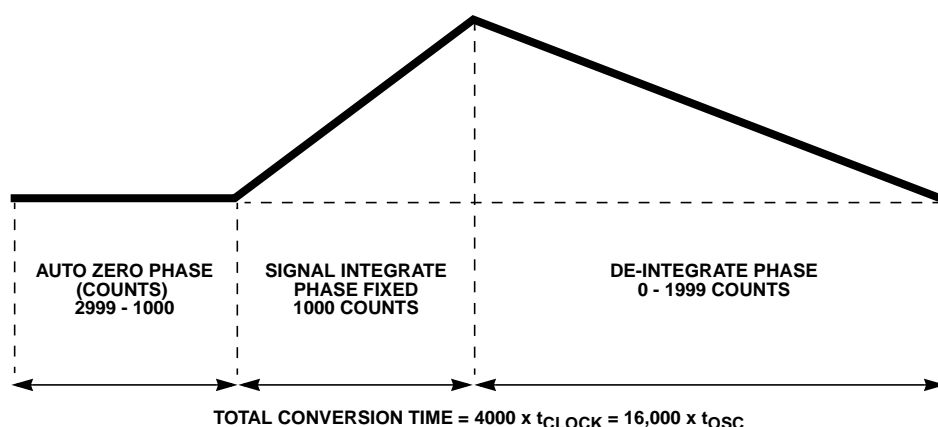 AUTO ZERO PHASE
(COUNTS)
2999 - 1000
SIGNAL INTEGRATE
PHASE FIXED
1000 COUNTS
DE-INTEGRATE PHASE
0 - 1999 COUNTS
TOTAL CONVERSION TIME = 4000 x tCLOCK = 16,000 x tOSC